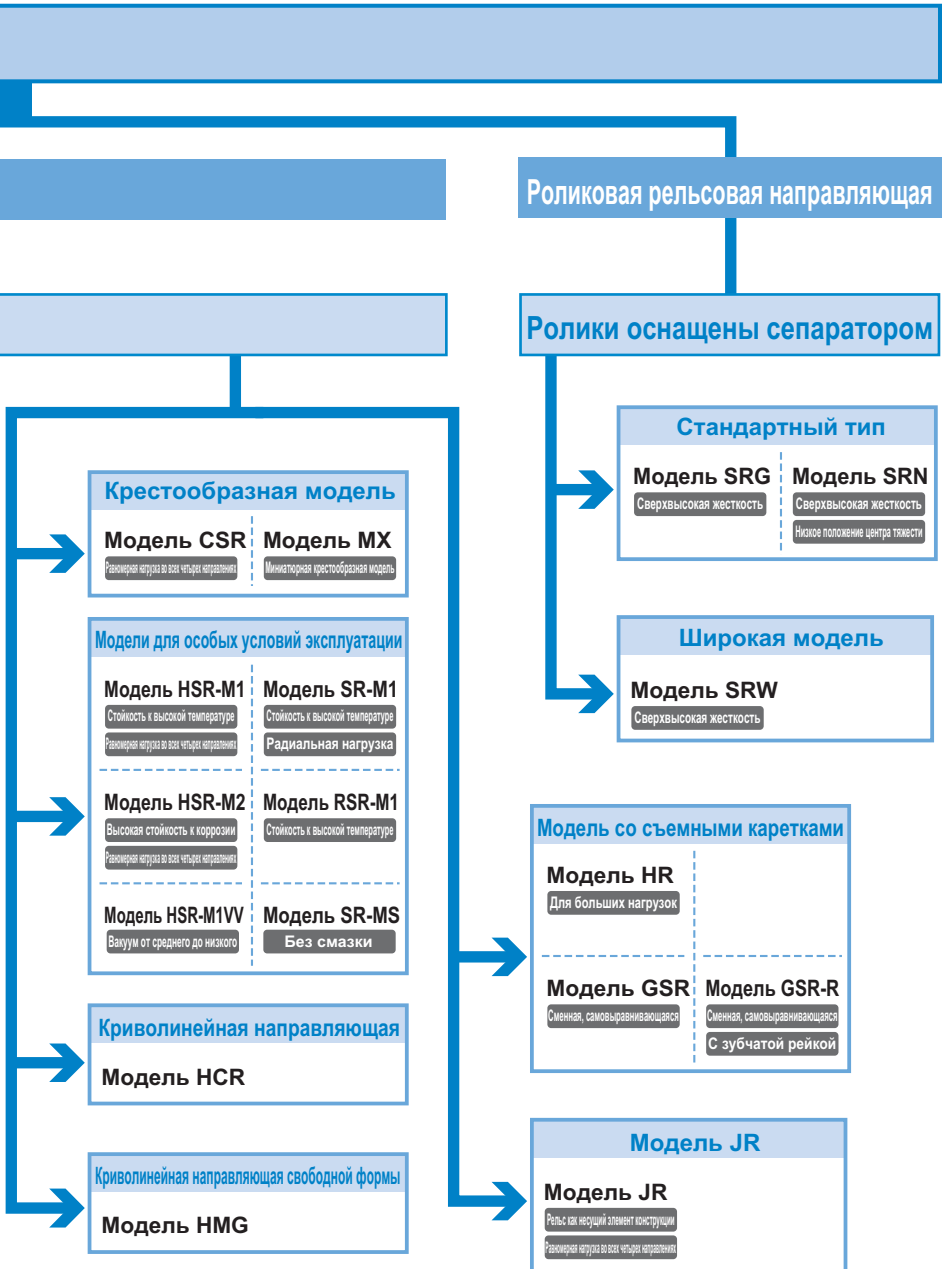 Роликовая рельсовая направляющая
Ролики оснащены сепаратором
Стандартный тип
Модель SRG
Сверхвысокая жесткость
Модель SRN
Сверхвысокая жесткость
Низкое положение центра тяжести
Широкая модель
Модель SRW
Сверхвысокая жесткость
Крестообразная модель
Модель CSR
Равномерная нагрузка во всех четырех направлениях
Модель MX
Миниатюрная крестообразная модель
Модели для особых условий эксплуатации
Модель HSR-M1
Стойкость к высокой температуре
Равномерная нагрузка во всех четырех направлениях
Модель SR-M1
Стойкость к высокой температуре
Радиальная нагрузка
Модель HSR-M2
Высокая стойкость к коррозии
Равномерная нагрузка во всех четырех направлениях
Модель RSR-M1
Стойкость к высокой температуре
Модель HSR-M1VV
Вакуум от среднего до низкого
Модель SR-MS
Без смазки
Криволинейная направляющая
Модель HCR
Криволинейная направляющая свободной формы
Модель HMG
Модель со съемными каретками
Модель HR
Для больших нагрузок
Модель GSR
Сменная, самовыравнивающаяся
Модель GSR-R
Сменная, самовыравнивающаяся
С зубчатой рейкой
Модель JR
Модель JR
Рельс как несущий элемент конструкции
Равномерная нагрузка во всех четырех направлениях